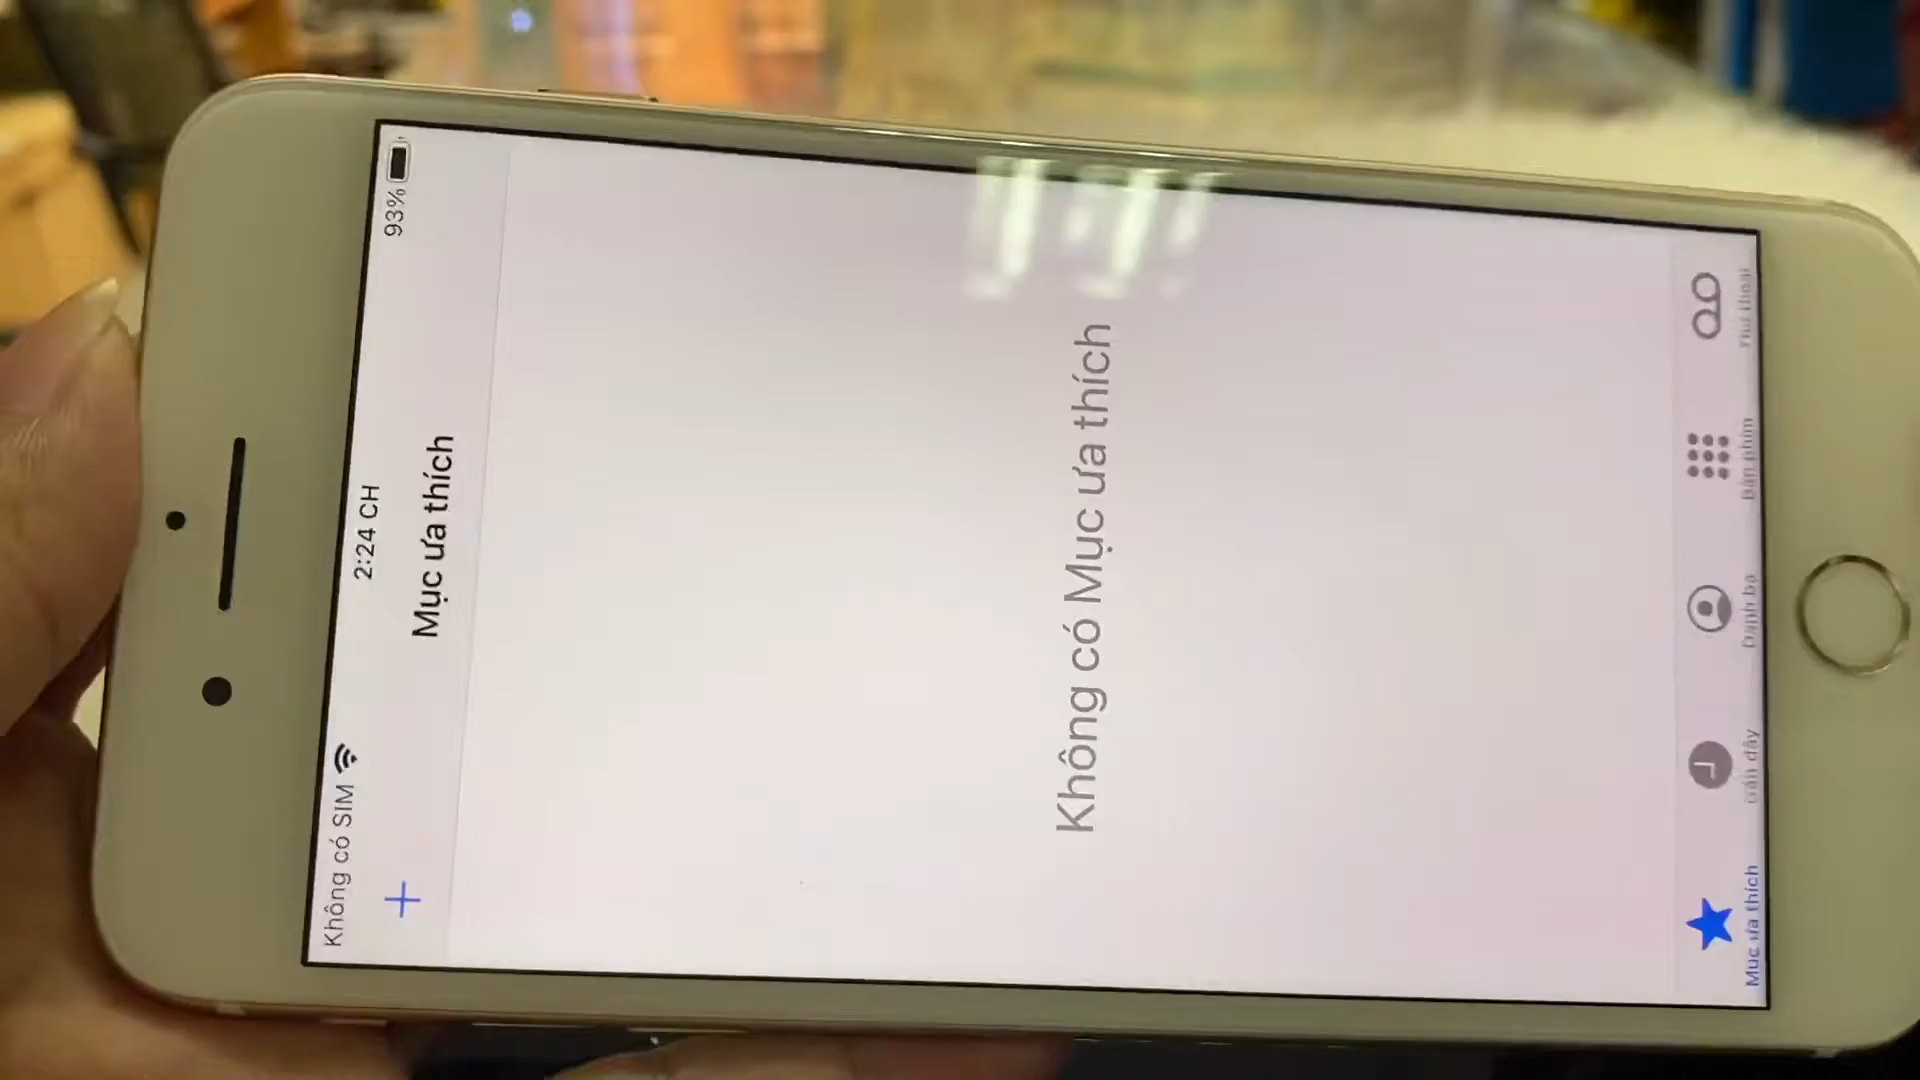 Không có SIM 2:24 CH 93%
Mục ưa thích
Không có Mục ưa thích
Mục ưa thích Gần đây Danh bạ Bàn phím Thư thoại